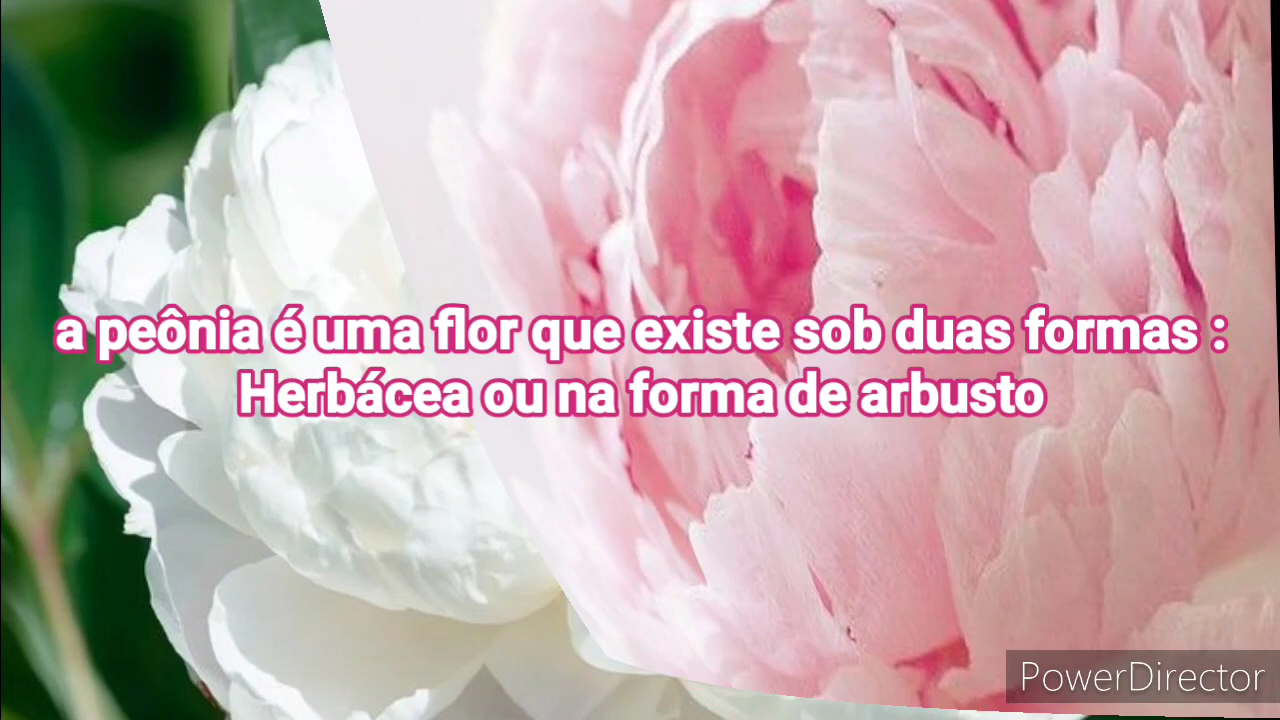 a peônia é uma flor que existe sob duas formas :
Herbácea ou na forma de arbusto
PowerDirector